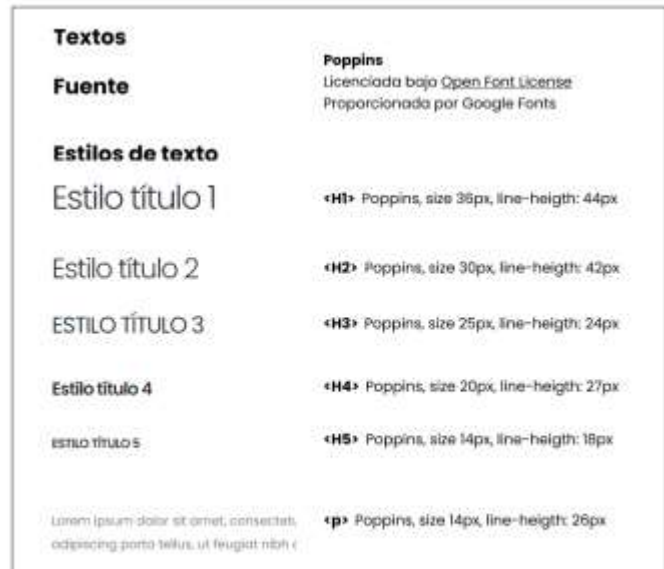 Textos
Fuente
Poppins
Licenciada bajo Open Font License
Proporcionada por Google Fonts
Estilos de texto
Estilo título 1
<H1> Poppins, size 36px, line-heigth: 44px
Estilo título 2
<H2> Poppins, size 30px, line-heigth: 42px
ESTILO TÍTULO 3
<H3> Poppins, size 25px, line-heigth: 24px
Estilo título 4
<H4> Poppins, size 20px, line-heigth: 27px
ESTILO TÍTULO 5
<H5> Poppins, size 14px, line-heigth: 18px
Lorem ipsum dolor sit amet, consectetu
<p> Poppins, size 14px, line-heigth: 26px
adipiscing porta tellus, ut feugiat nibh